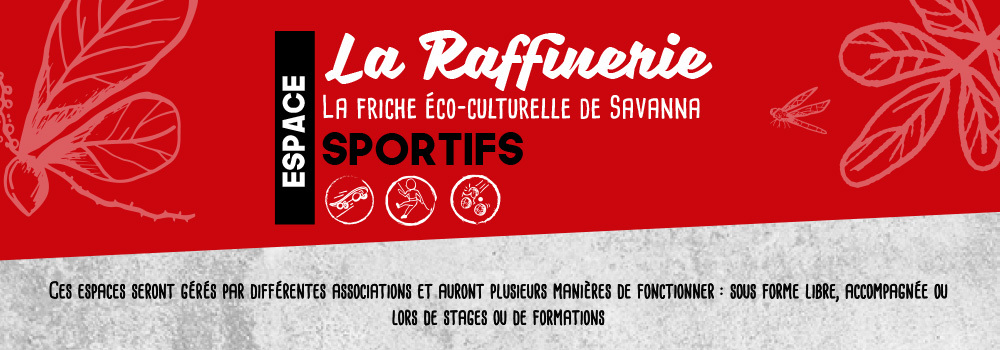 ESPACE
La Raffinerie
La friche éco-culturelle de Savanna
SPORTIFS
Ces espaces seront gérés par différentes associations et auront plusieurs manières de fonctionner : sous forme libre, accompagnée ou
lors de stages ou de formations